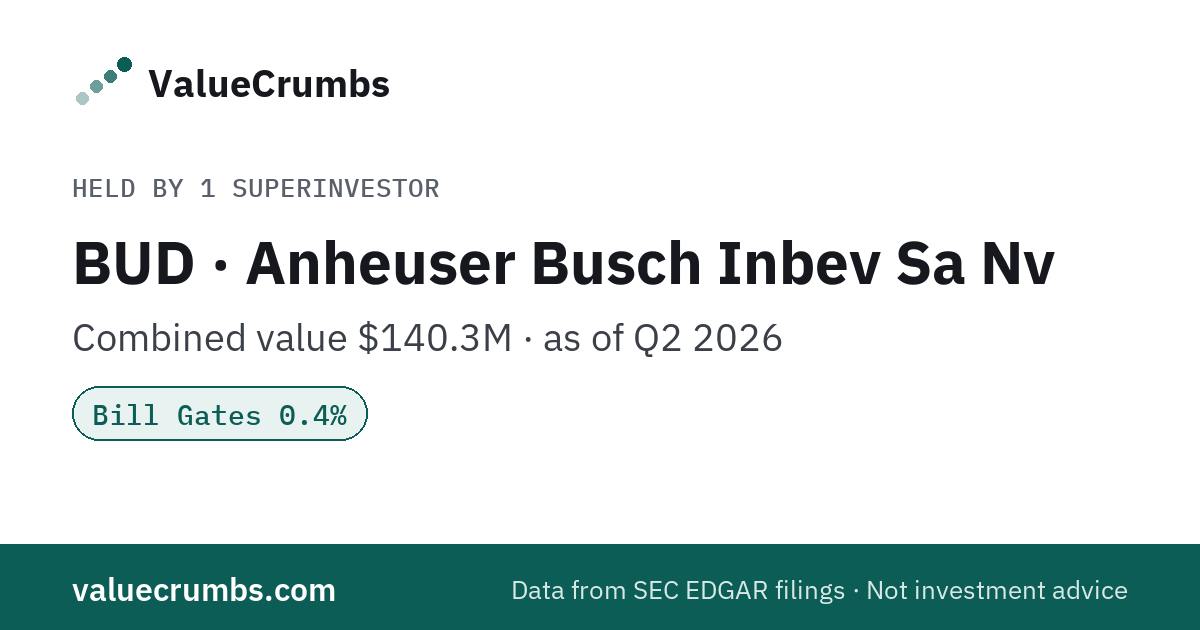 ValueCrumbs
HELD BY 1 SUPERINVESTOR
BUD · Anheuser Busch Inbev Sa Nv
Combined value $140.3M · as of Q2 2026
Bill Gates 0.4%
valuecrumbs.com
Data from SEC EDGAR filings · Not investment advice